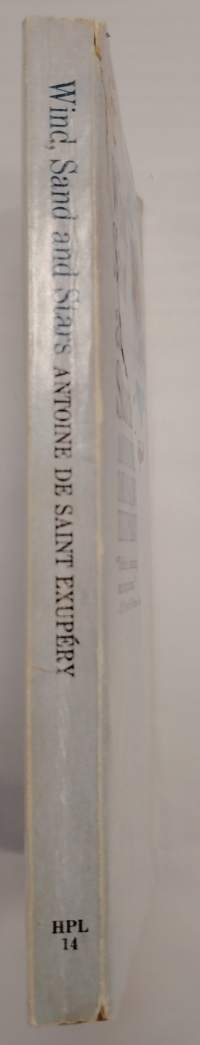 Wind, Sand and Stars ANTOINE DE SAINT EXUPÉRY
HPL
14